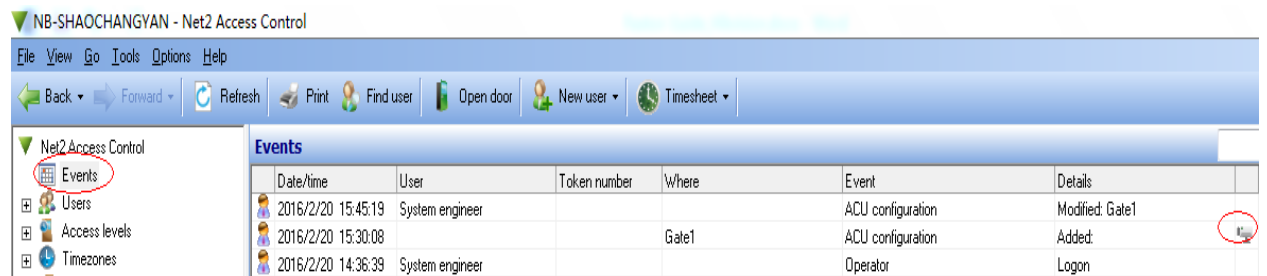 NB-SHAOCHANGYAN - Net2 Access Control
File View Go Tools Options Help
Back Forward Refresh Print Find user Open door New user Timesheet
Net2 Access Control
Events
Users
Access levels
Timezones
Events
Date/time User Token number Where Event Details
2016/2/20 15:45:19 System engineer ACU configuration Modified: Gate1
2016/2/20 15:30:08 Gate1 ACU configuration Added:
2016/2/20 14:36:39 System engineer Operator Logon